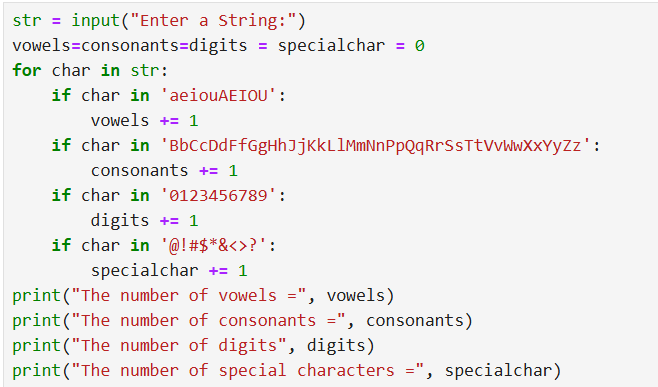 str = input("Enter a String:")
vowels=consonants=digits = specialchar = 0
for char in str:
    if char in 'aeiouAEIOU':
        vowels += 1
    if char in 'BbCcDdFfGgHhJjKkLlMmNnPpQqRrSsTtVvWwXxYyZz':
        consonants += 1
    if char in '0123456789':
        digits += 1
    if char in '@!#$*&<>?':
        specialchar += 1
print("The number of vowels =", vowels)
print("The number of consonants =", consonants)
print("The number of digits", digits)
print("The number of special characters =", specialchar)